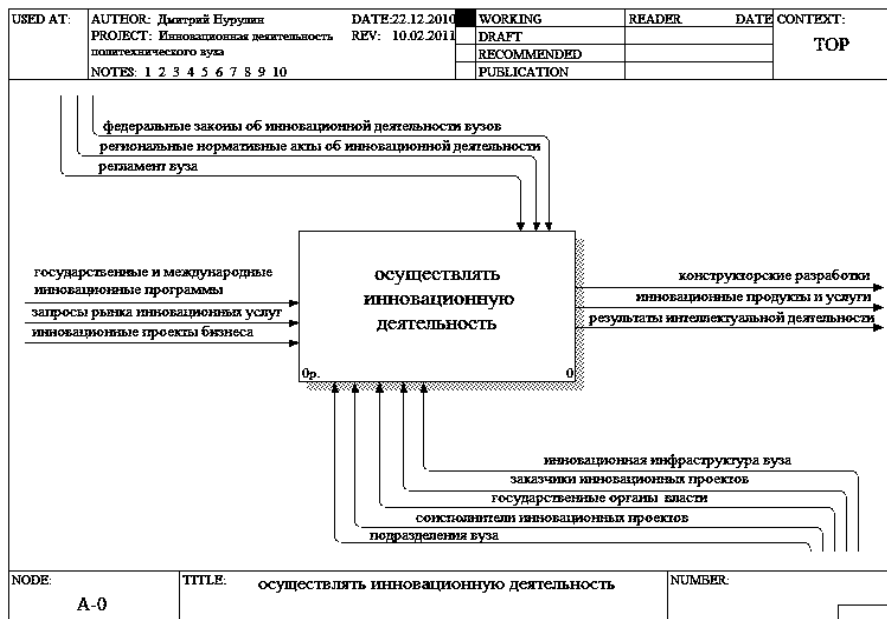 USED AT:
AUTHOR: Дмитрий Нурулин
DATE:22.12.2010
WORKING
READER
DATE
CONTEXT:
PROJECT: Инновационная деятельность
REV: 10.02.2011
DRAFT
TOP
политехнического вуза
RECOMMENDED
NOTES: 1 2 3 4 5 6 7 8 9 10
PUBLICATION
федеральные законы об инновационной деятельности вузов
региональные нормативные акты об инновационной деятельности
регламент вуза
государственные и международные
инновационные программы
запросы рынка инновационных услуг
инновационные проекты бизнеса
осуществлять
инновационную
деятельность
0р.
0
конструкторские разработки
инновационные продукты и услуги
результаты интеллектуальной деятельности
инновационная инфраструктура вуза
заказчики инновационных проектов
государственные органы власти
соисполнители инновационных проектов
подразделения вуза
NODE:
A-0
TITLE:
осуществлять инновационную деятельность
NUMBER: